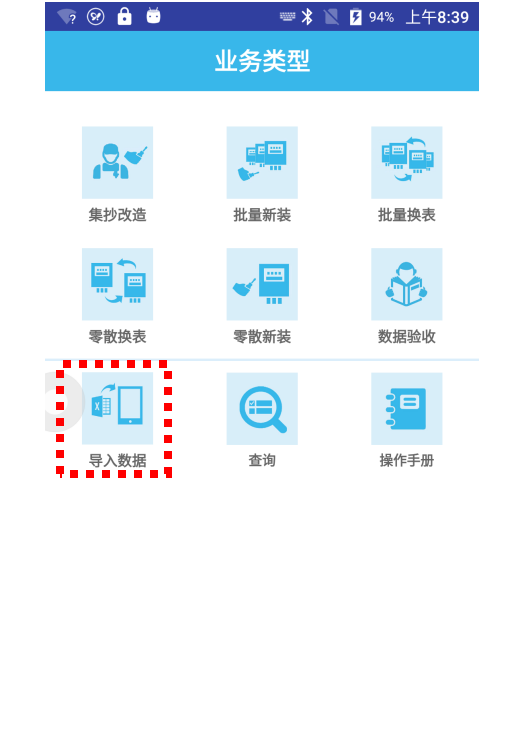 94% 上午8:39
业务类型
集抄改造 批量新装 批量换表
零散换表 零散新装 数据验收
导入数据 查询 操作手册